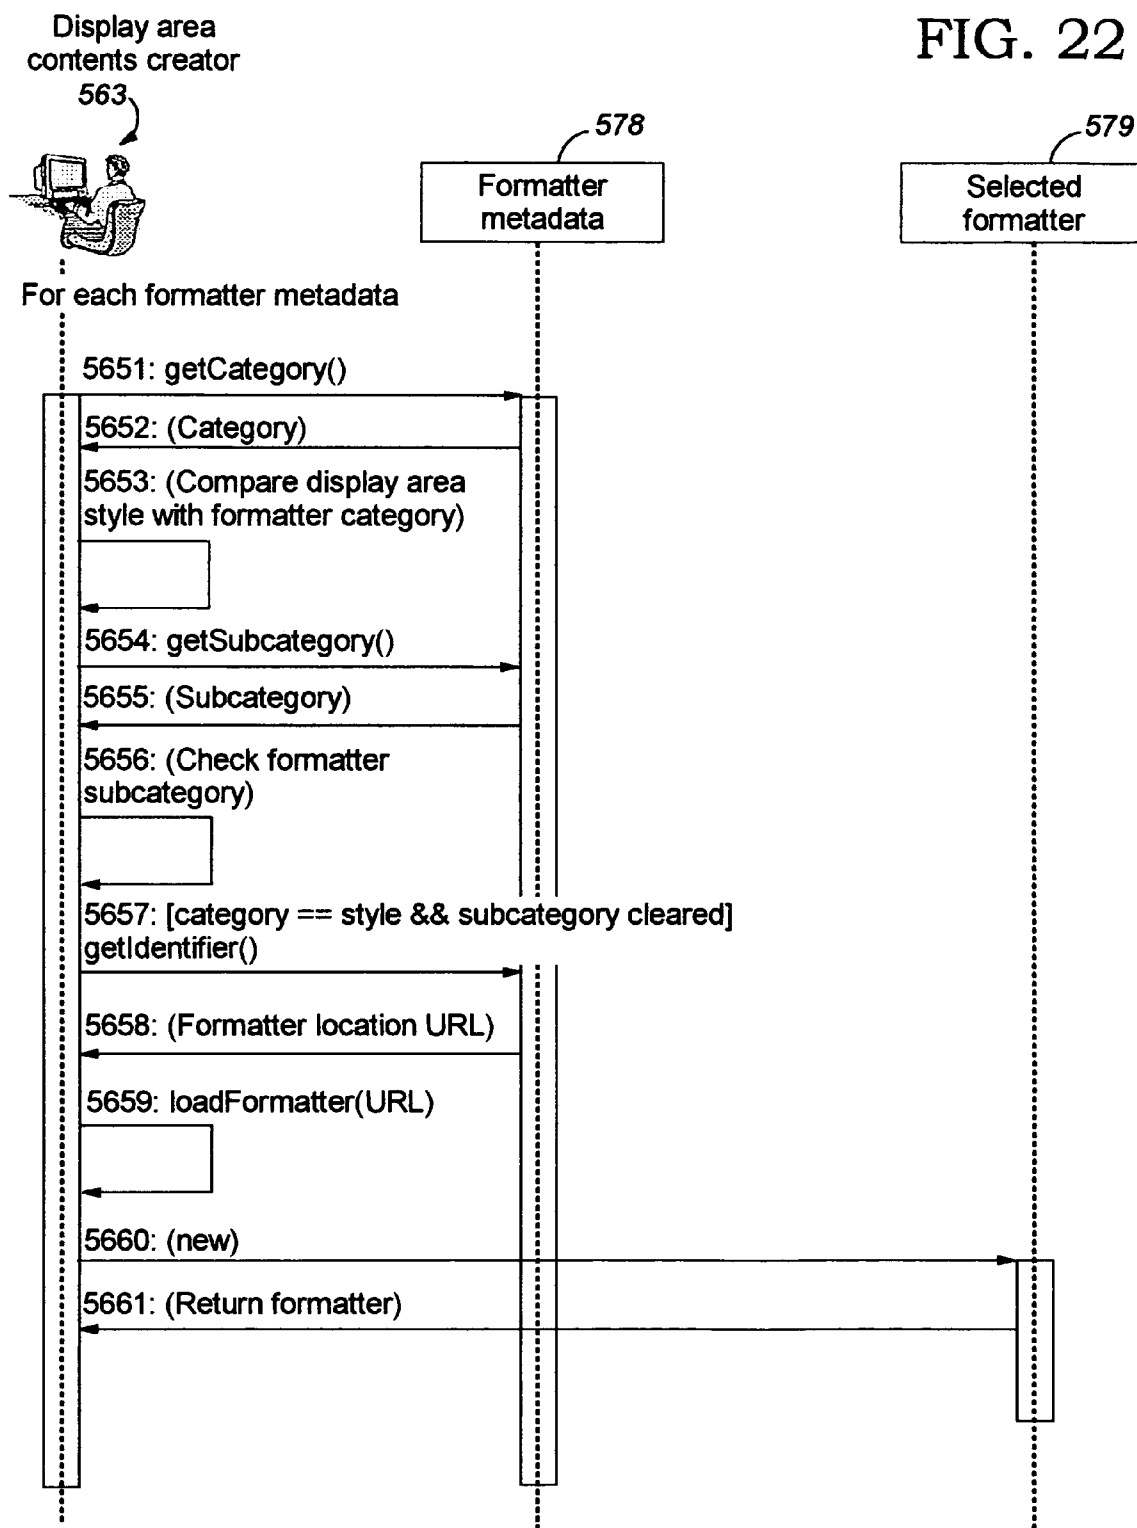 Display area
contents creator
563
FIG. 22
578
579
Formatter
metadata
Selected
formatter
For each formatter metadata
5651: getCategory()
5652: (Category)
5653: (Compare display area
style with formatter category)
5654: getSubcategory()
5655: (Subcategory)
5656: (Check formatter
subcategory)
5657: [category == style && subcategory cleared]
getIdentifier()
5658: (Formatter location URL)
5659: loadFormatter(URL)
5660: (new)
5661: (Return formatter)